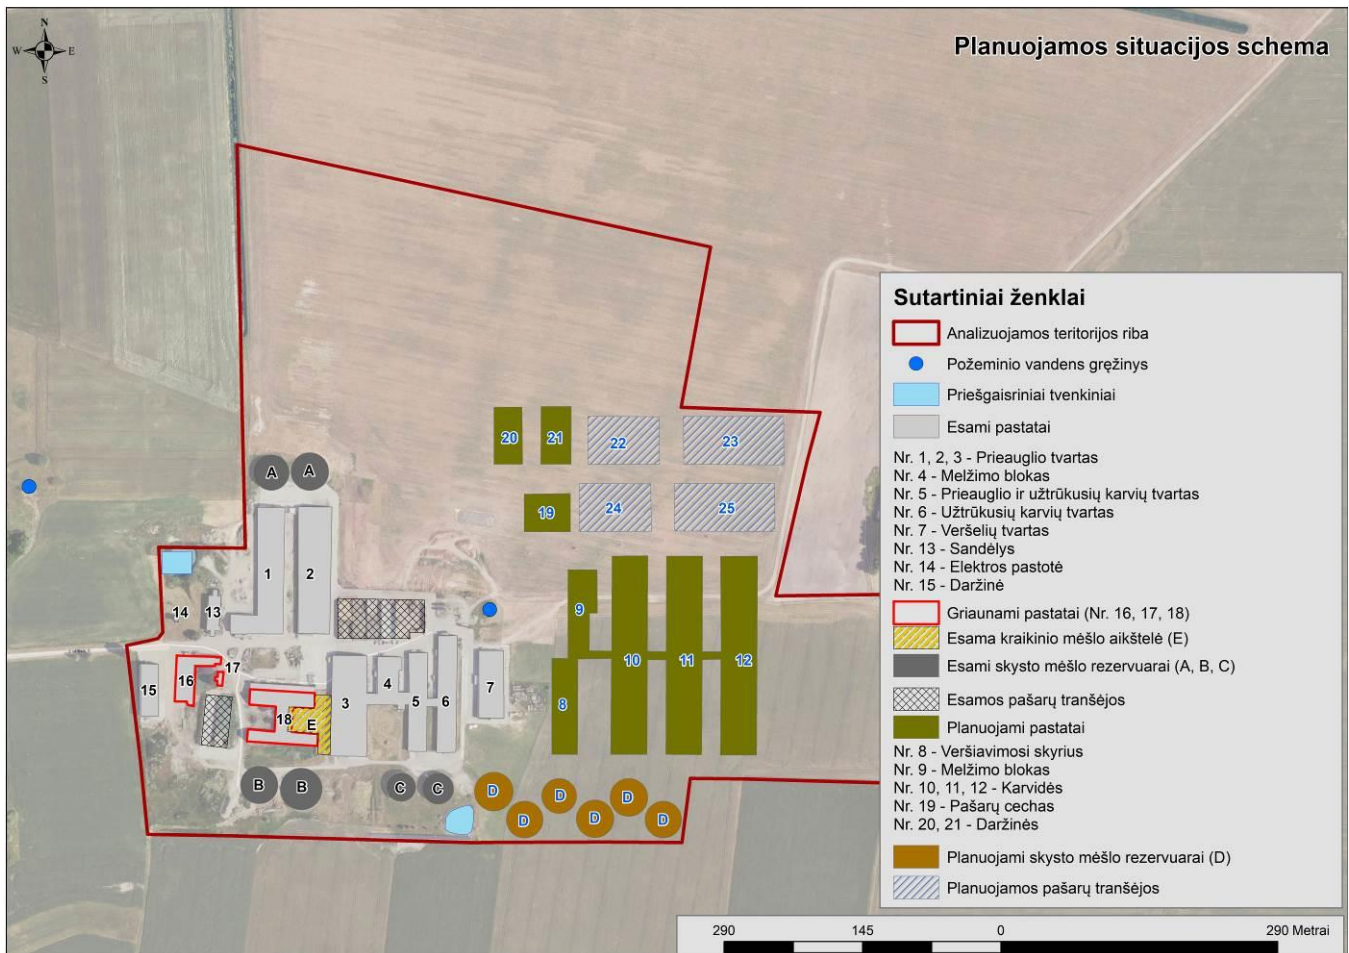 N
W E
S
Planuojamos situacijos schema
20 21 22 23
A A
19 24 25
1 2
14 13
9
10 11 12
17
15 16
18 E 3 4 5 6 7 8
B B C C D D D
D D D
Sutartiniai ženklai
Analizuojamos teritorijos riba
Požeminio vandens gręžinys
Priešgaisriniai tvenkiniai
Esami pastatai
Nr. 1, 2, 3 - Prieauglio tvartas
Nr. 4 - Melžimo blokas
Nr. 5 - Prieauglio ir užtrūkusių karvių tvartas
Nr. 6 - Užtrūkusių karvių tvartas
Nr. 7 - Veršelių tvartas
Nr. 13 - Sandėlys
Nr. 14 - Elektros pastotė
Nr. 15 - Daržinė
Griaunami pastatai (Nr. 16, 17, 18)
Esama kraikinio mėšlo aikštelė (E)
Esami skysto mėšlo rezervuarai (A, B, C)
Esamos pašarų tranšėjos
Planuojami pastatai
Nr. 8 - Veršiavimosi skyrius
Nr. 9 - Melžimo blokas
Nr. 10, 11, 12 - Karvidės
Nr. 19 - Pašarų cechas
Nr. 20, 21 - Daržinės
Planuojami skysto mėšlo rezervuarai (D)
Planuojamos pašarų tranšėjos
290 145 0 290 Metrai